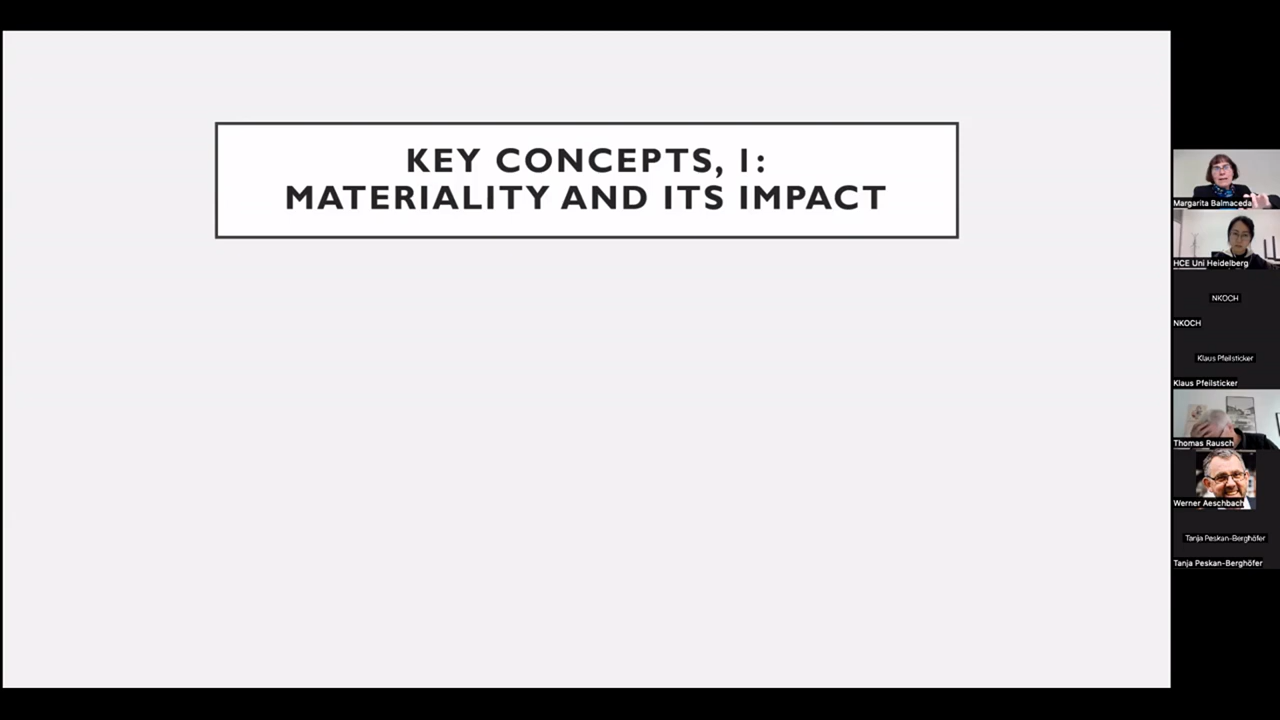 KEY CONCEPTS, 1:
MATERIALITY AND ITS IMPACT
Margarita Balmaceda
HCE Uni Heidelberg
NKOCH
NKOCH
Klaus Pfeilsticker
Klaus Pfeilsticker
Thomas Rausch
Werner Aeschbach
Tanja Peskan-Berghöfer
Tanja Peskan-Berghöfer